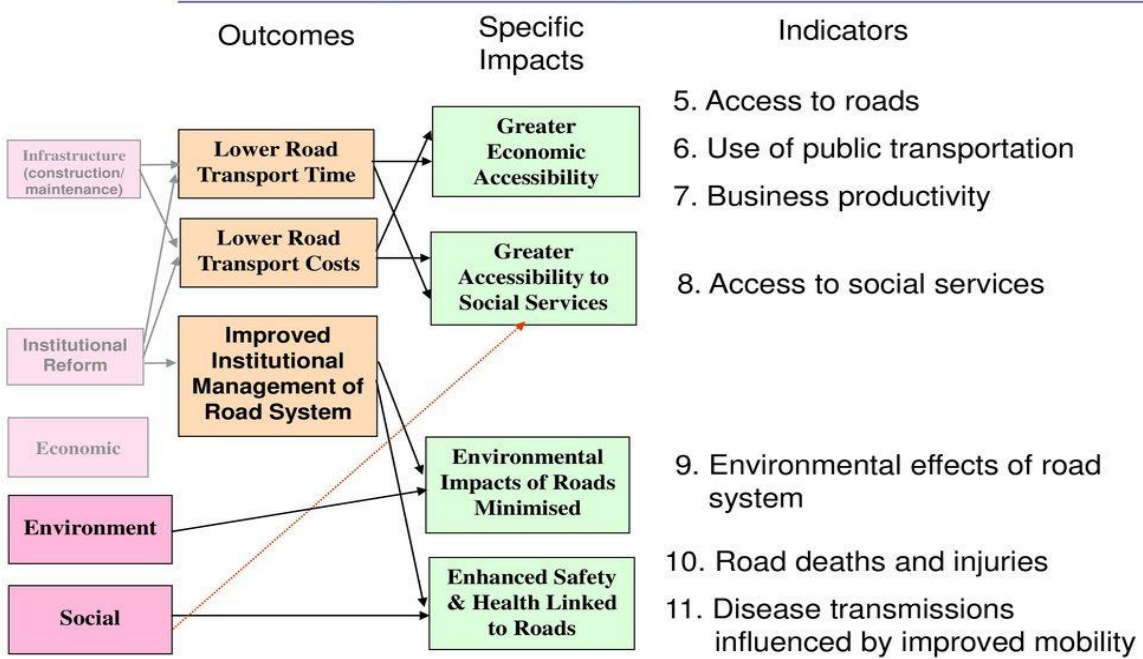 Outcomes
Specific
Impacts
Indicators
Infrastructure
(construction/
maintenance)
Institutional
Reform
Economic
Environment
Social
Lower Road
Transport Time
Lower Road
Transport Costs
Improved
Institutional
Management of
Road System
Greater
Economic
Accessibility
Greater
Accessibility to
Social Services
Environmental
Impacts of Roads
Minimised
Enhanced Safety
& Health Linked
to Roads
5. Access to roads
6. Use of public transportation
7. Business productivity
8. Access to social services
9. Environmental effects of road
system
10. Road deaths and injuries
11. Disease transmissions
influenced by improved mobility